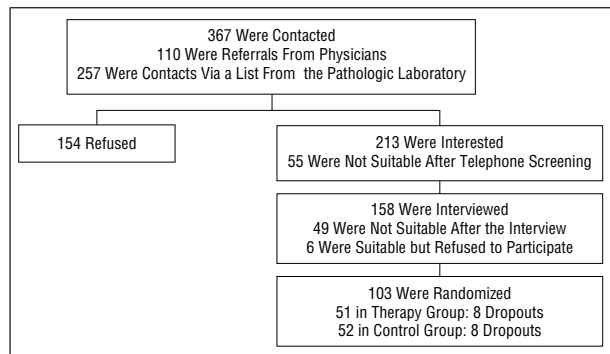 367 Were Contacted
110 Were Referrals From Physicians
257 Were Contacts Via a List From the Pathologic Laboratory
154 Refused
213 Were Interested
55 Were Not Suitable After Telephone Screening
158 Were Interviewed
49 Were Not Suitable After the Interview
6 Were Suitable but Refused to Participate
103 Were Randomized
51 in Therapy Group: 8 Dropouts
52 in Control Group: 8 Dropouts